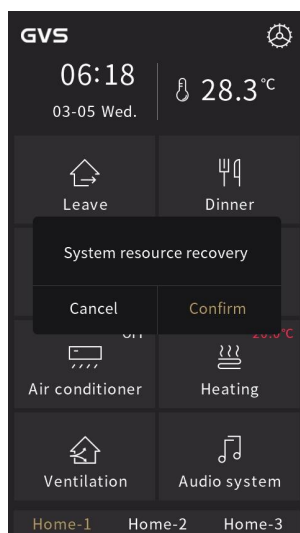 GVS
06:18
03-05 Wed.
28.3°C
Leave
Dinner
System resource recovery
Cancel
Confirm
Air conditioner
Heating
Ventilation
Audio system
Home-1
Home-2
Home-3